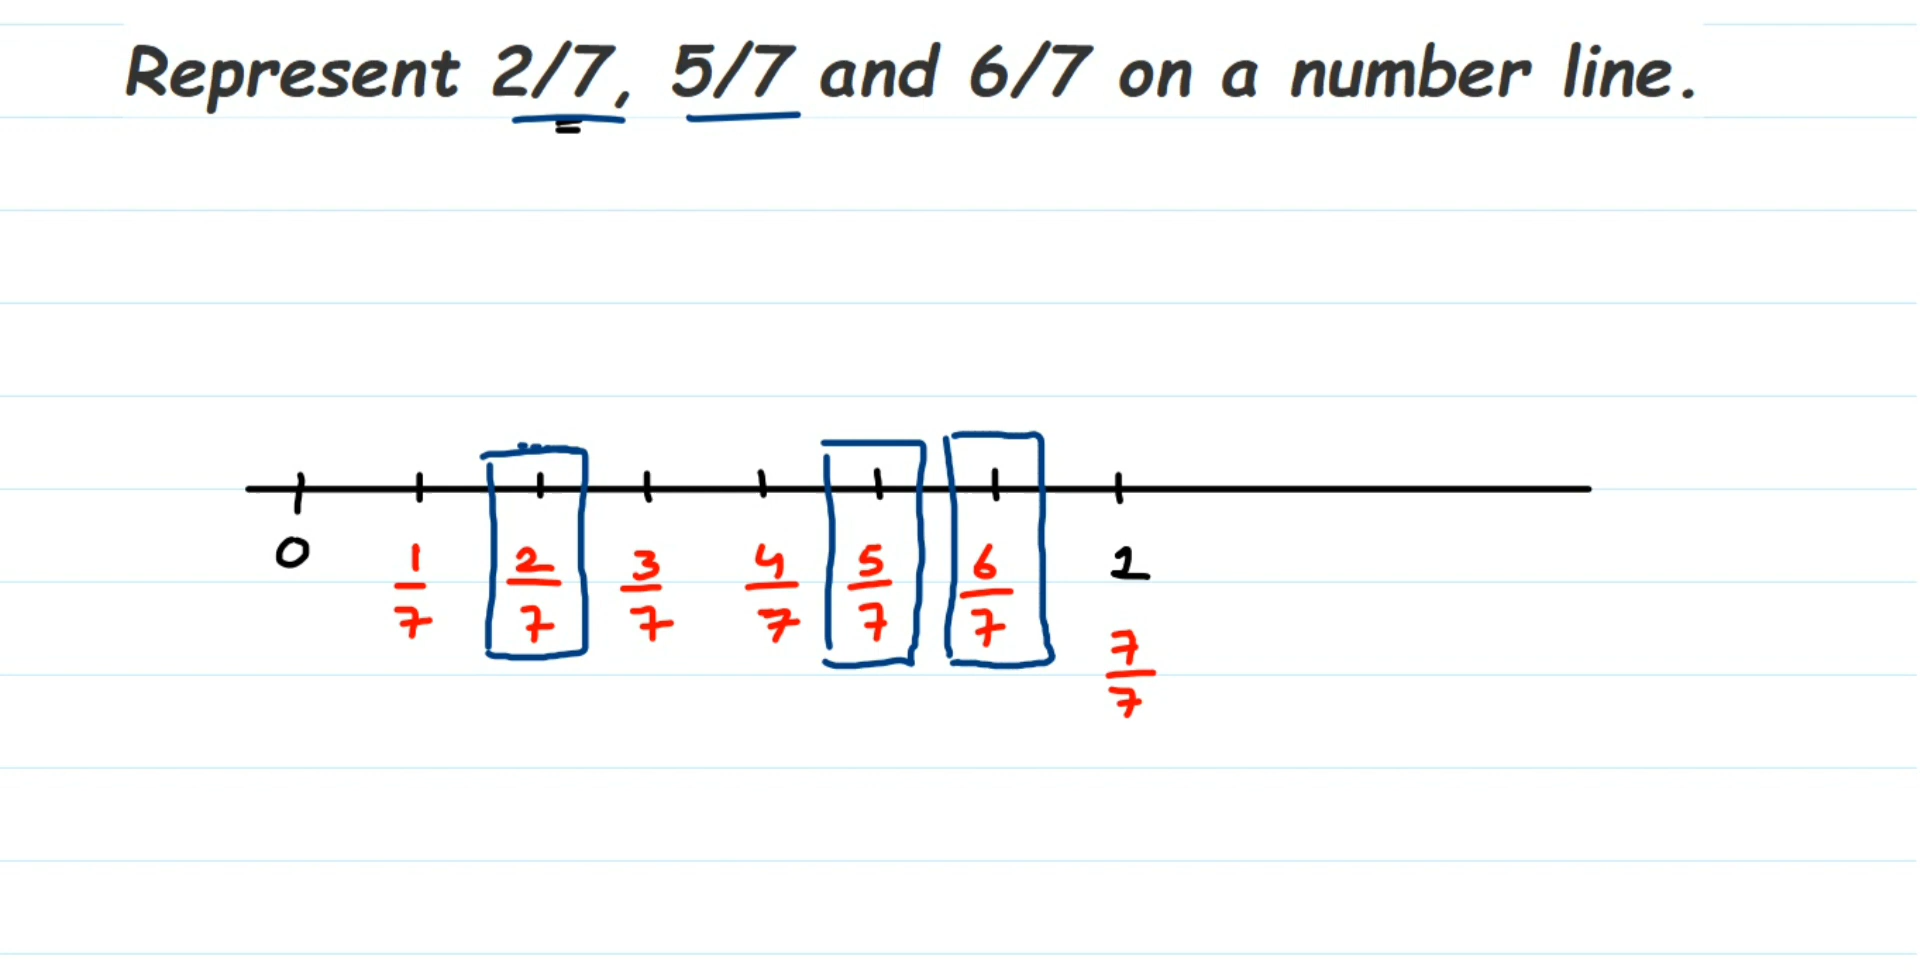 Represent 2/7, 5/7 and 6/7 on a number line.
0 1/7 2/7 3/7 4/7 5/7 6/7 1
7/7